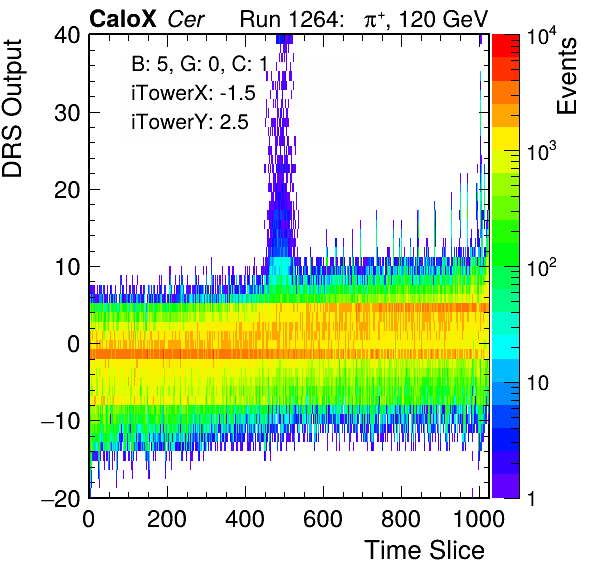 CaloX Cer Run 1264: π⁺, 120 GeV
DRS Output
Events
B: 5, G: 0, C: 1
iTowerX: -1.5
iTowerY: 2.5
40
30
20
10
0
−10
−20
0 200 400 600 800 1000
Time Slice
10⁴
10³
10²
10
1